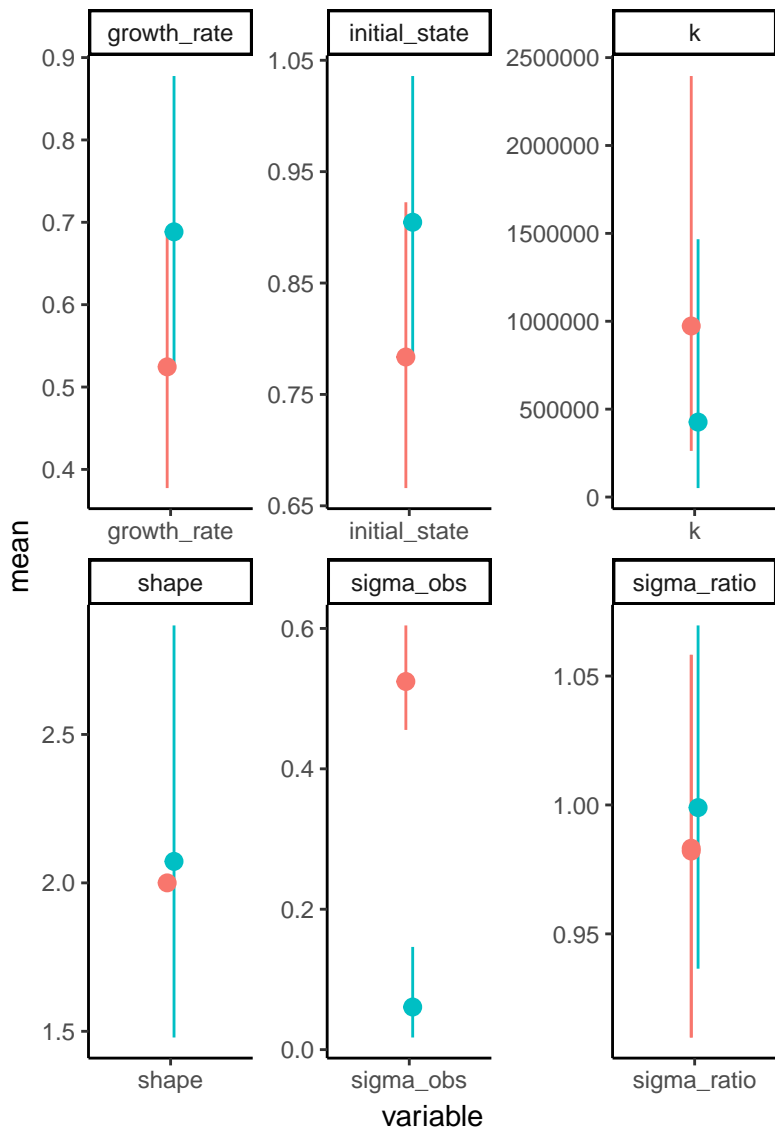 growth_rate
initial_state
k
0.9
0.8
0.7
0.6
0.5
0.4
1.05
0.95
0.85
0.75
0.65
2500000
2000000
1500000
1000000
500000
0
growth_rate
initial_state
k
mean
shape
sigma_obs
sigma_ratio
2.5
2.0
1.5
0.6
0.4
0.2
0.0
1.05
1.00
0.95
shape
sigma_obs
sigma_ratio
variable